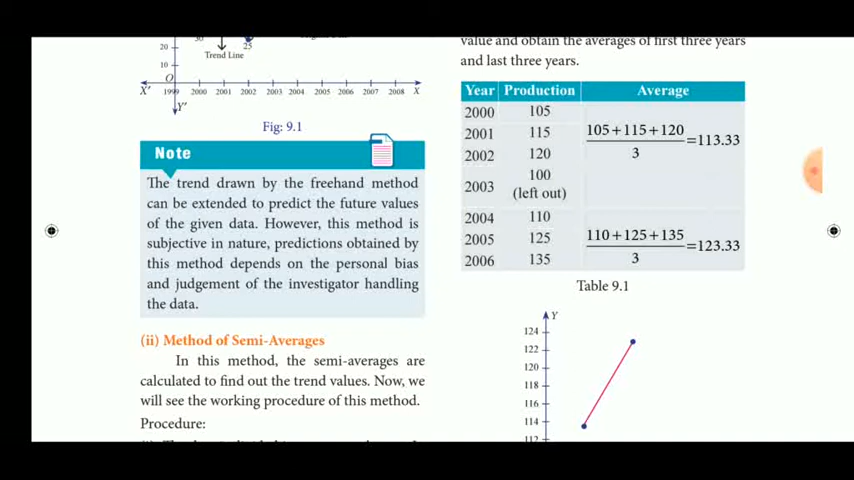 30
20
25
Trend Line
10
O
X'
1999 2000 2001 2002 2003 2004 2005 2006 2007 2008 X
Y'
Fig: 9.1
Note
The trend drawn by the freehand method
can be extended to predict the future values
of the given data. However, this method is
subjective in nature, predictions obtained by
this method depends on the personal bias
and judgement of the investigator handling
the data.
(ii) Method of Semi-Averages
In this method, the semi-averages are
calculated to find out the trend values. Now, we
will see the working procedure of this method.
Procedure:
value and obtain the averages of first three years
and last three years.
Year Production Average
2000 105
2001 115
2002 120
105+115+120
3
=113.33
2003 100
(left out)
2004 110
2005 125
2006 135
110+125+135
3
=123.33
Table 9.1
Y
124
122
120
118
116
114
112